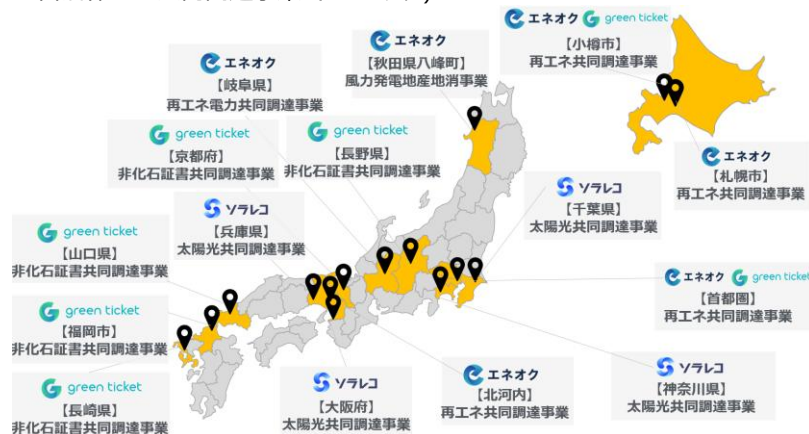 エネオク
【岐阜県】
再エネ電力共同調達事業
エネオク
【秋田県八峰町】
風力発電地産地消事業
エネオク green ticket
【小樽市】
再エネ共同調達事業
green ticket
【京都府】
非化石証書共同調達事業
green ticket
【長野県】
非化石証書共同調達事業
エネオク
【札幌市】
再エネ共同調達事業
ソラレコ
【兵庫県】
太陽光共同調達事業
ソラレコ
【千葉県】
太陽光共同調達事業
green ticket
【山口県】
非化石証書共同調達事業
エネオク green ticket
【首都圏】
再エネ共同調達事業
green ticket
【福岡市】
非化石証書共同調達事業
green ticket
【長崎県】
非化石証書共同調達事業
ソラレコ
【大阪府】
太陽光共同調達事業
エネオク
【北河内】
再エネ共同調達事業
ソラレコ
【神奈川県】
太陽光共同調達事業